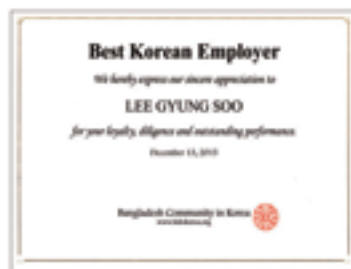 Best Korean Employer
We hereby express our sincere appreciation to
LEE GYUNG SOO
for your loyalty, diligence and outstanding performance.
December 13,
Bangladesh Community in Korea